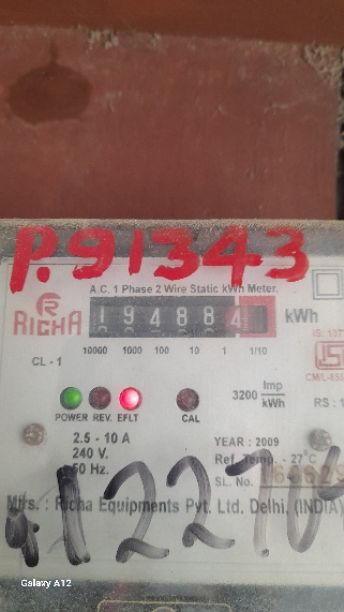 P.91343
A.C. 1 Phase 2 Wire Static kWh Meter.
R
RICHA
194884
kWh
10000 1000 100 10 1 1/10
CL - 1
3200 Imp/kWh
POWER REV. EFLT CAL
2.5 - 10 A
240 V.
50 Hz.
YEAR : 2009
Ref. Temp. - 27°C
SL. No.
Mfrs. : Richa Equipments Pvt. Ltd. Delhi. (INDIA)
12270
Galaxy A12